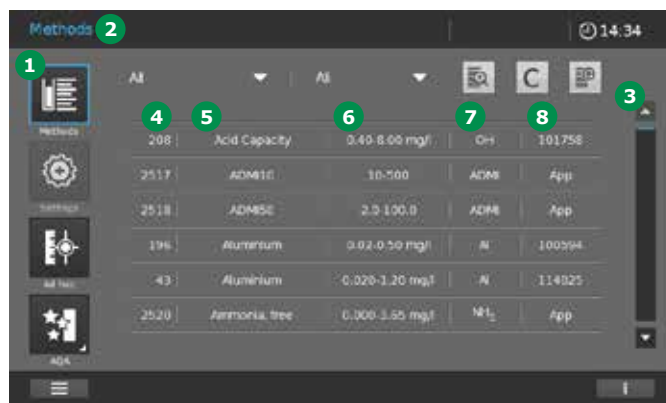 Methods 2 14:34
1 All All C 3
4 5 6 7 8
Methods
208 Acid Capacity 0.40-8.00 mg/l OH 101758
2517 ADMI10 10-500 ADMI App
Settings
2518 ADMI50 2.0-100.0 ADMI App
196 Aluminium 0.02-0.50 mg/l Al 100594
43 Aluminium 0.020-1.20 mg/l Al 114825
2520 Ammonia, free 0.000-3.65 mg/l App
AQA
i